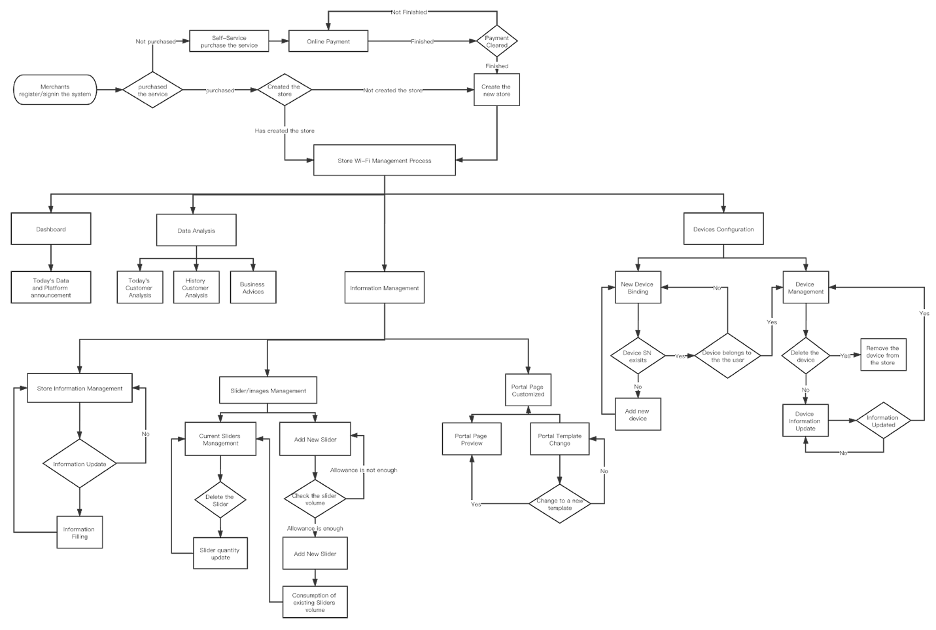 Not Finishied
Not purchased
Self-Service
purchase the service
Online Payment
Finished
Payment
Cleared
Finished
Merchants
register/signin the system
purchased
the service
purchased
Created the
store
Not created the store
Create the
new store
Has created the store
Store Wi-Fi Management Process
Dashboard
Data Analysis
Devices Configuration
Today's Data
and Platform
announcement
Today's
Customer
Analysis
History
Customer
Analysis
Business
Advices
Information Management
New Device
Binding
No
Device
Management
Yes
Yes
Device SN
exists
Yes
Device belongs to
the the user
Delete the
device
Yes
Remove the
device from
the store
No
No
Add new
device
Device
Information
Update
Information
Updated
No
Store Information Management
Slider/images Management
Portal Page
Customized
No
Current Sliders
Management
Add New Slider
Portal Page
Preview
Portal Template
Change
Information Update
Allowance is not enough
No
Delete the
Slider
Check the slider
volume
Yes
Change to a new
template
Information
Filling
Allowance is enough
Slider quantity
update
Add New Slider
Consumption of
existing Sliders
volume